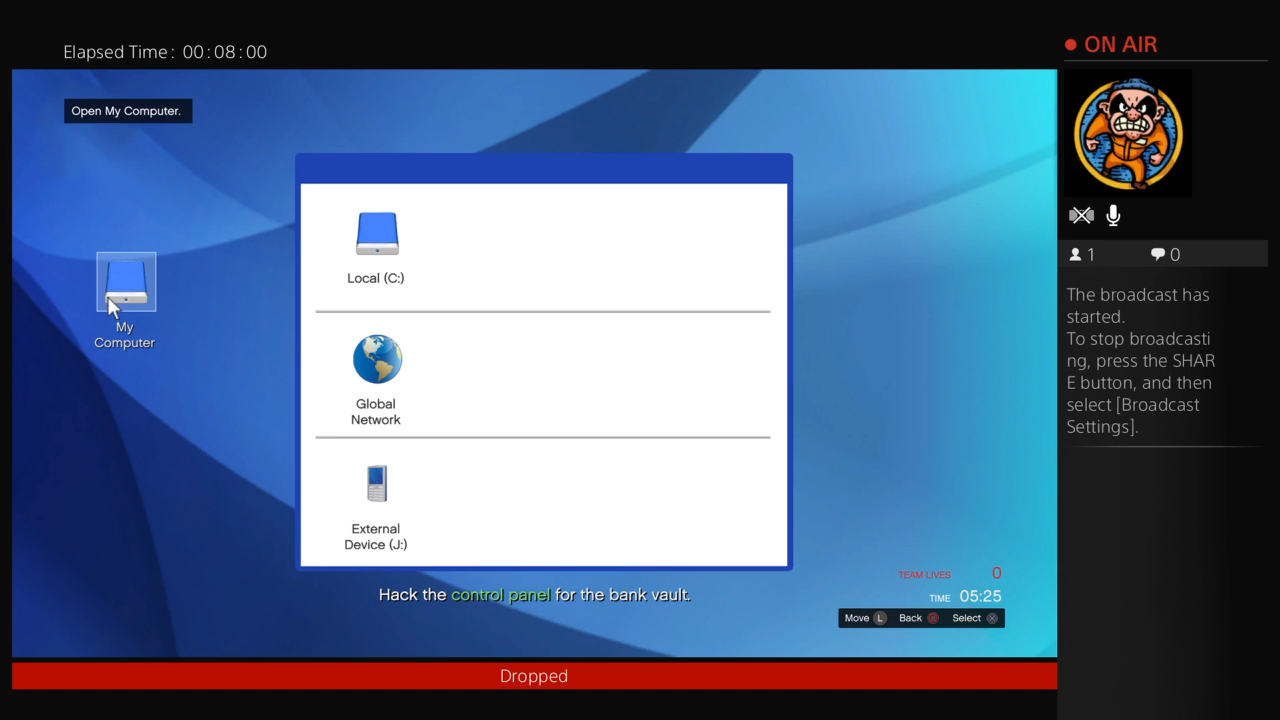 Elapsed Time: 00:08:00
ON AIR
Open My Computer.
My
Computer
Local (C:)
Global
Network
External
Device (J:)
Hack the control panel for the bank vault.
TEAM LIVES 0
TIME 05:25
Move L Back Select
Dropped
1 0
The broadcast has
started.
To stop broadcasti
ng, press the SHAR
E button, and then
select [Broadcast
Settings].